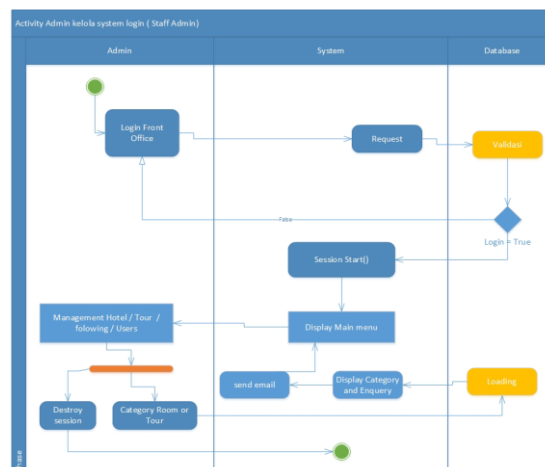 Activity Admin kelola system login ( Staff Admin)
Admin
System
Database
Login Front
Office
Request
Validasi
False
Login = True
Session Start()
Management Hotel / Tour /
folowing / Users
Display Main menu
send email
Display Category
and Enquery
Loading
Destroy
session
Category Room or
Tour